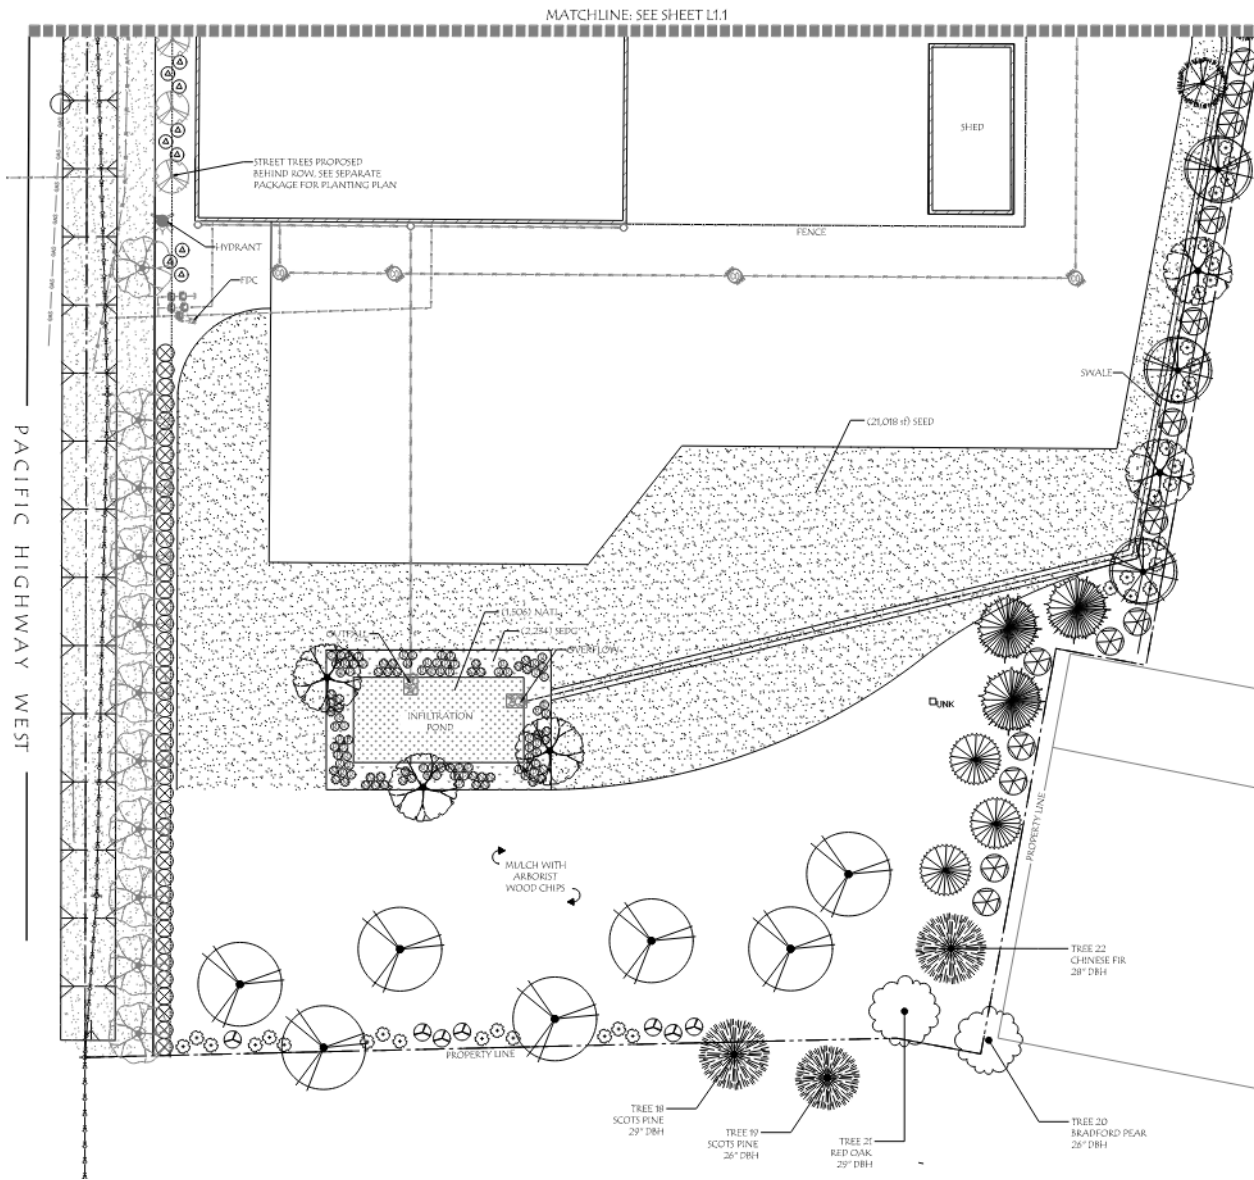 MATCHLINE: SEE SHEET L1.1
SHED
STREET TREES PROPOSED
BEHIND ROW, SEE SEPARATE
PACKAGE FOR PLANTING PLAN
FENCE
HYDRANT
FDC
SWALE
(21,018 sf) SEED
PACIFIC HIGHWAY WEST
(1,506) NATI
(2,254) SEDG
OUTFALL
OVERFLOW
INFILTRATION
POND
UNK
PROPERTY LINE
MULCH WITH
ARBORIST
WOOD CHIPS
TREE 22
CHINESE FIR
28" DBH
PROPERTY LINE
TREE 18
SCOTS PINE
29" DBH
TREE 19
SCOTS PINE
26" DBH
TREE 21
RED OAK
29" DBH
TREE 20
BRADFORD PEAR
26" DBH